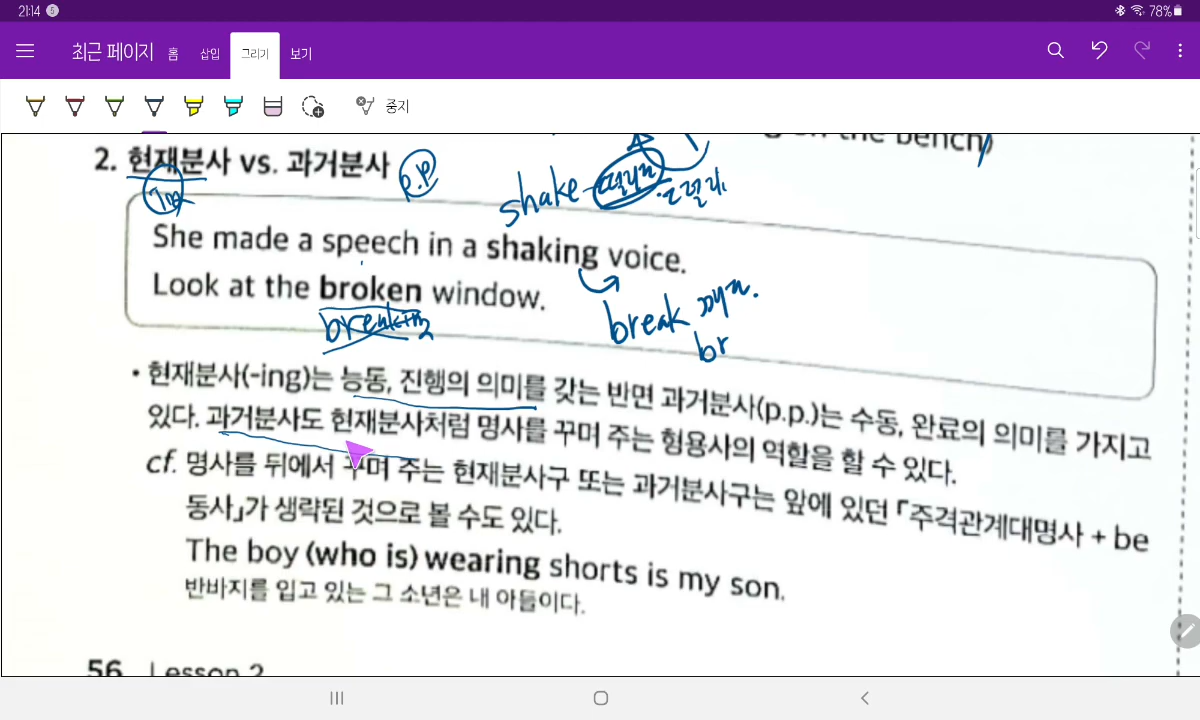 21:14 5 78%
최근 페이지 홈 삽입 그리기 보기
중지
the bench)
2. 현재분사 vs. 과거분사 p.p
ing
shake
She made a speech in a shaking voice.
Look at the broken window.
breaking
break
br
• 현재분사(-ing)는 능동, 진행의 의미를 갖는 반면 과거분사(p.p.)는 수동, 완료의 의미를 가지고
있다. 과거분사도 현재분사처럼 명사를 꾸며 주는 형용사의 역할을 할 수 있다.
cf. 명사를 뒤에서 꾸며 주는 현재분사구 또는 과거분사구는 앞에 있던 「주격관계대명사 + be
동사」가 생략된 것으로 볼 수도 있다.
The boy (who is) wearing shorts is my son.
반바지를 입고 있는 그 소년은 내 아들이다.
56 Lesson 2